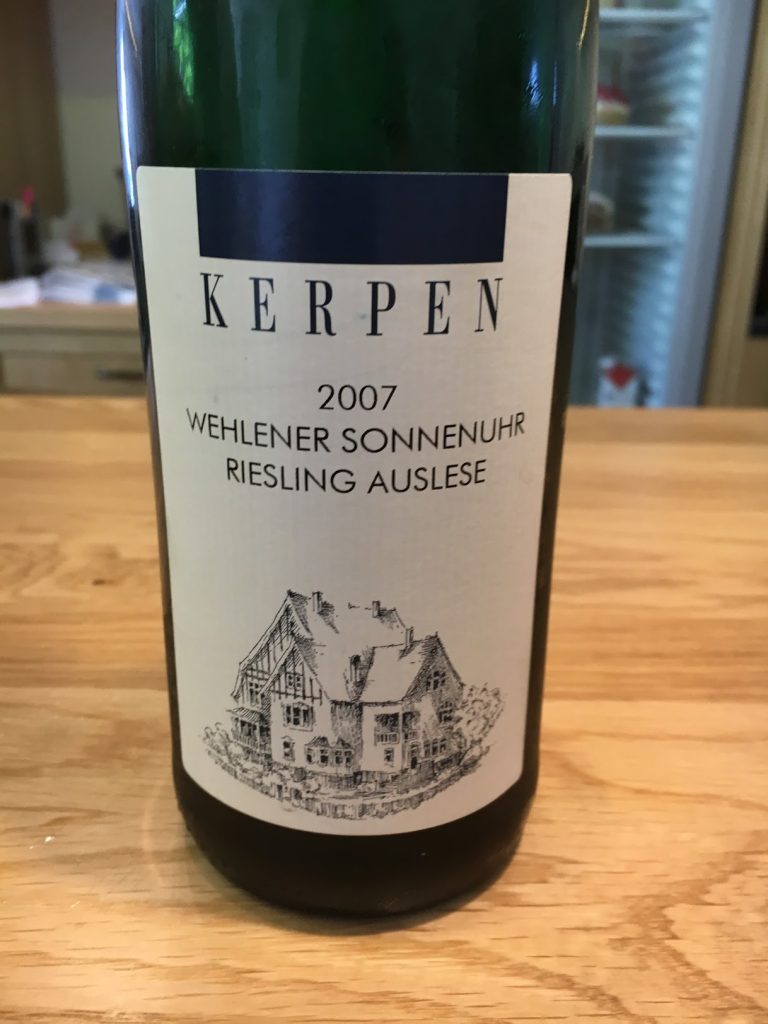 KERPEN
2007
WEHLENER SONNENUHR
RIESLING AUSLESE